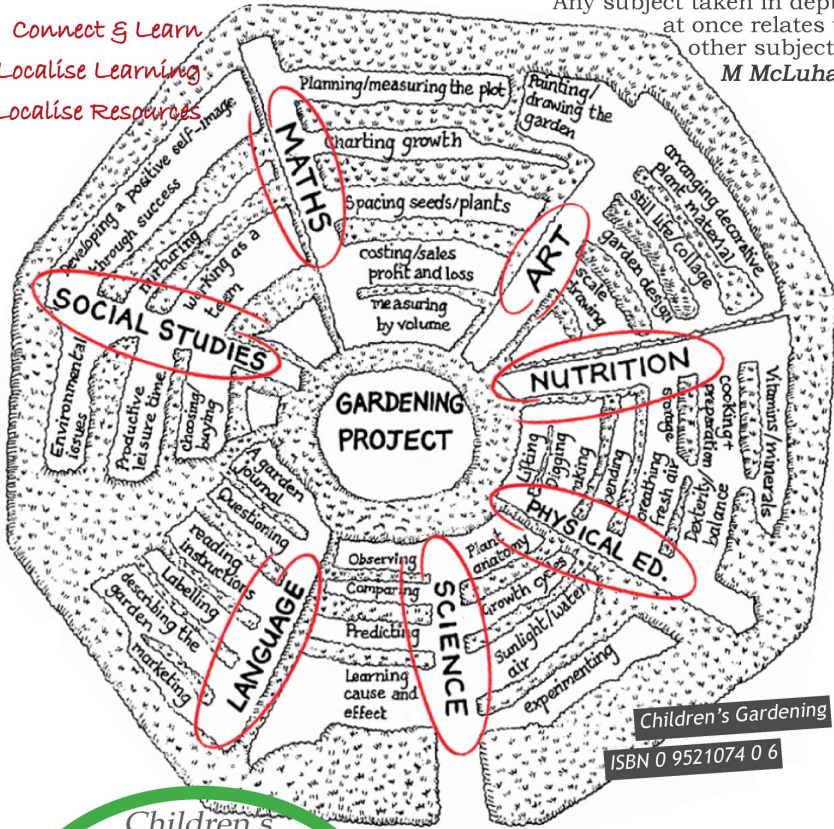 Connect & Learn
Localise Learning
Localise Resources
Any subject taken in dept
at once relates
other subject
M McLuha
Planning/measuring the plot
Painting/
drawing the
garden
MATHS
charting growth
Spacing seeds/plants
costing/sales
profit and loss
measuring
by volume
ART
arranging decorative
plant material
still life/collage
garden design
scale
drawing
developing a positive self-image
through success
nurturing
working as a
team
SOCIAL STUDIES
Environmental
issues
Productive
leisure time
choosing/
buying
GARDENING
PROJECT
NUTRITION
Vitamins/minerals
cooking+
preparation
storage
Lifting
Digging
bending
breathing
fresh air
Dexterity/
balance
PHYSICAL ED.
A garden
journal
Questioning
reading
instructions
Labelling
describing the
garden
marketing
LANGUAGE
Observing
Comparing
Predicting
Learning
cause and
effect
SCIENCE
Plant
anatomy
Growth cycle
Sunlight/water/
air
experimenting
Children's Gardening
ISBN 0 9521074 0 6
Children's